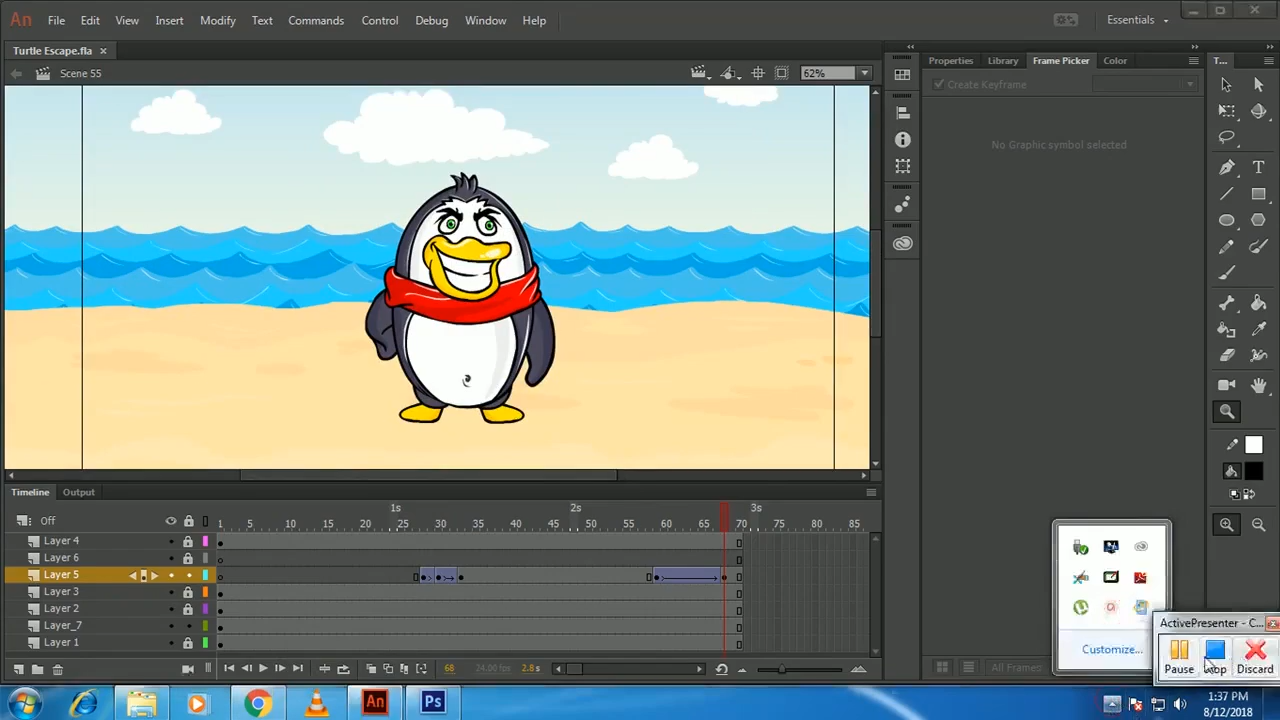 An File Edit View Insert Modify Text Commands Control Debug Window Help Essentials
Turtle Escape.fla ×
Scene 55 62%
Properties Library Frame Picker Color T...
Create Keyframe
No Graphic symbol selected
Timeline Output
1s 2s 3s
Off 1 5 10 15 20 25 30 35 40 45 50 55 60 65 70 75 80 85
Layer 4
Layer 6
Layer 5
Layer 3
Layer 2
Layer_7
Layer 1
68 24.00 fps 2.8s
All Frames
Customize...
ActivePresenter - C...
Pause Stop Discard
An Ps
1:37 PM
8/12/2018